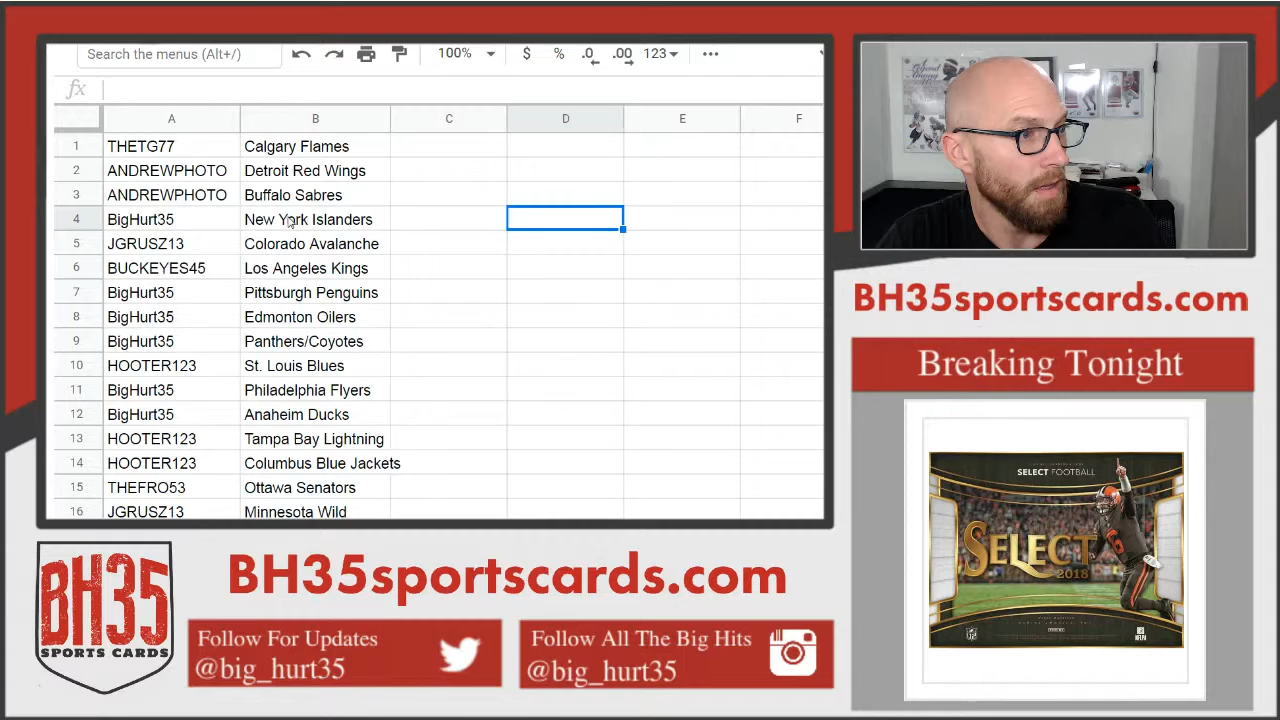 Search the menus (Alt+/)
100%
$ % .0 .00 123
fx
A B C D E F
1 THETG77 Calgary Flames
2 ANDREWPHOTO Detroit Red Wings
3 ANDREWPHOTO Buffalo Sabres
4 BigHurt35 New York Islanders
5 JGRUSZ13 Colorado Avalanche
6 BUCKEYES45 Los Angeles Kings
7 BigHurt35 Pittsburgh Penguins
8 BigHurt35 Edmonton Oilers
9 BigHurt35 Panthers/Coyotes
10 HOOTER123 St. Louis Blues
11 BigHurt35 Philadelphia Flyers
12 BigHurt35 Anaheim Ducks
13 HOOTER123 Tampa Bay Lightning
14 HOOTER123 Columbus Blue Jackets
15 THEFRO53 Ottawa Senators
16 JGRUSZ13 Minnesota Wild
BH35sportscards.com
Breaking Tonight
SELECT FOOTBALL
SELECT
2018
BH35
SPORTS CARDS
BH35sportscards.com
Follow For Updates
@big_hurt35
Follow All The Big Hits
@big_hurt35